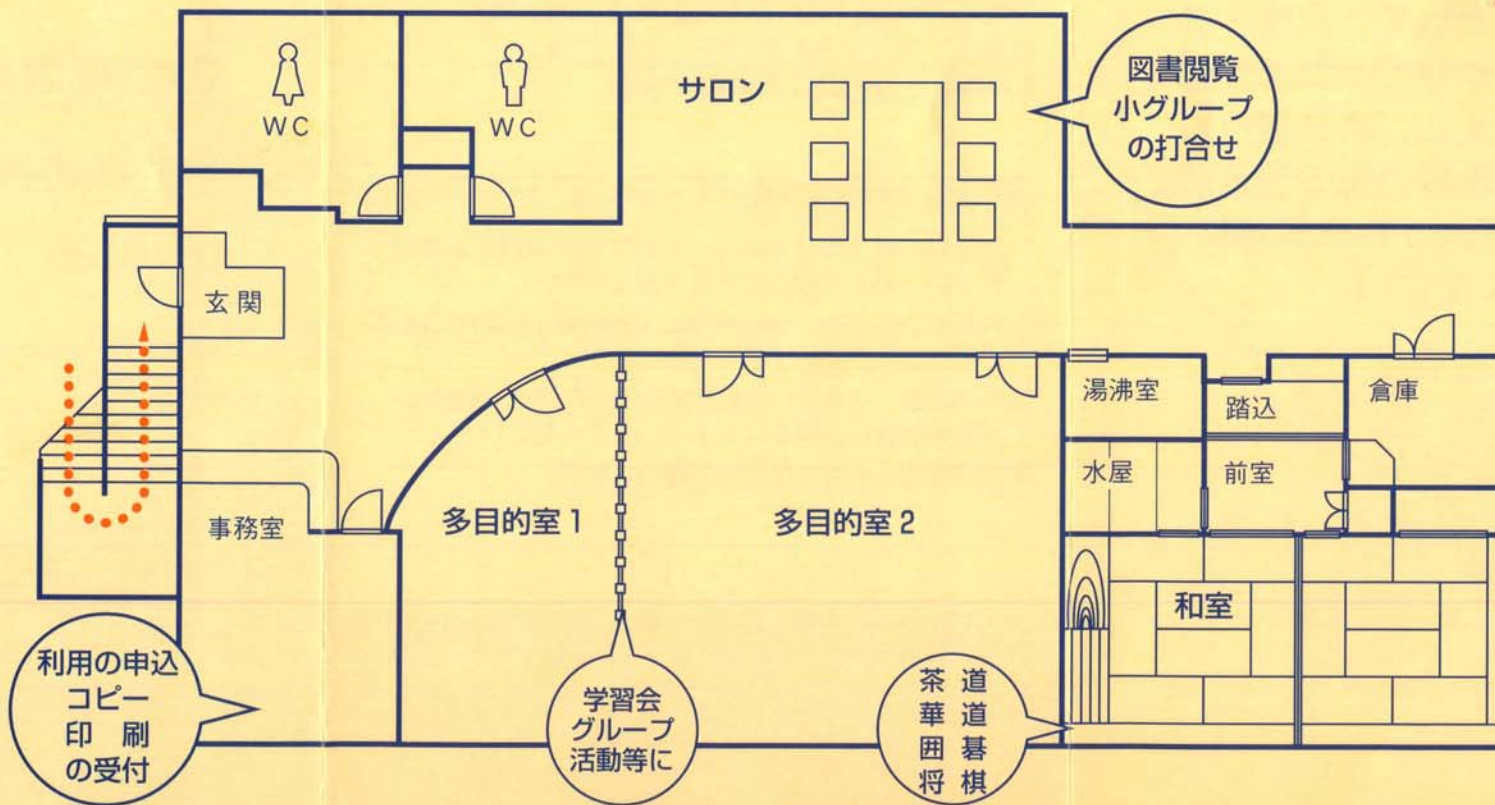 WC
WC
サロン
図書閲覧
小グループ
の打合せ
玄関
湯沸室
踏込
倉庫
水屋
前室
事務室
多目的室1
多目的室2
和室
利用の申込
コピー
印刷
の受付
学習会
グループ
活動等に
茶道
華道
囲碁
将棋